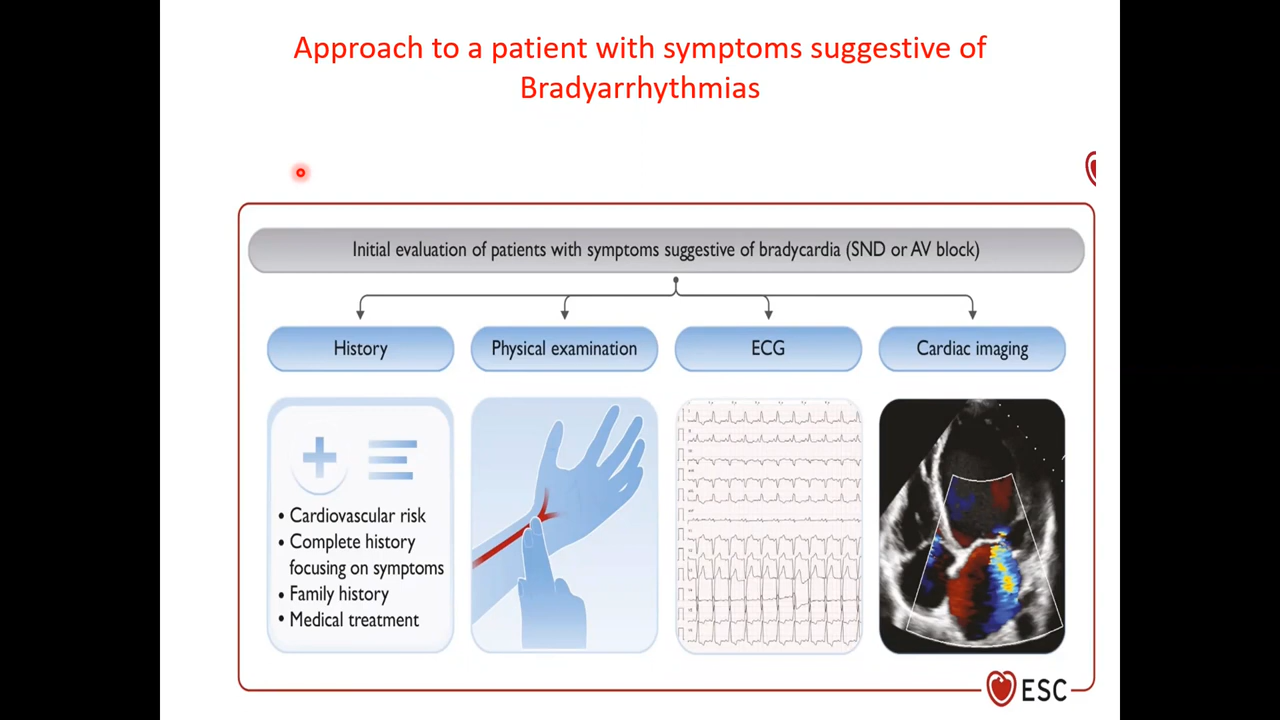 Approach to a patient with symptoms suggestive of
Bradyarrhythmias
Initial evaluation of patients with symptoms suggestive of bradycardia (SND or AV block)
History
Physical examination
ECG
Cardiac imaging
• Cardiovascular risk
• Complete history
focusing on symptoms
• Family history
• Medical treatment
ESC